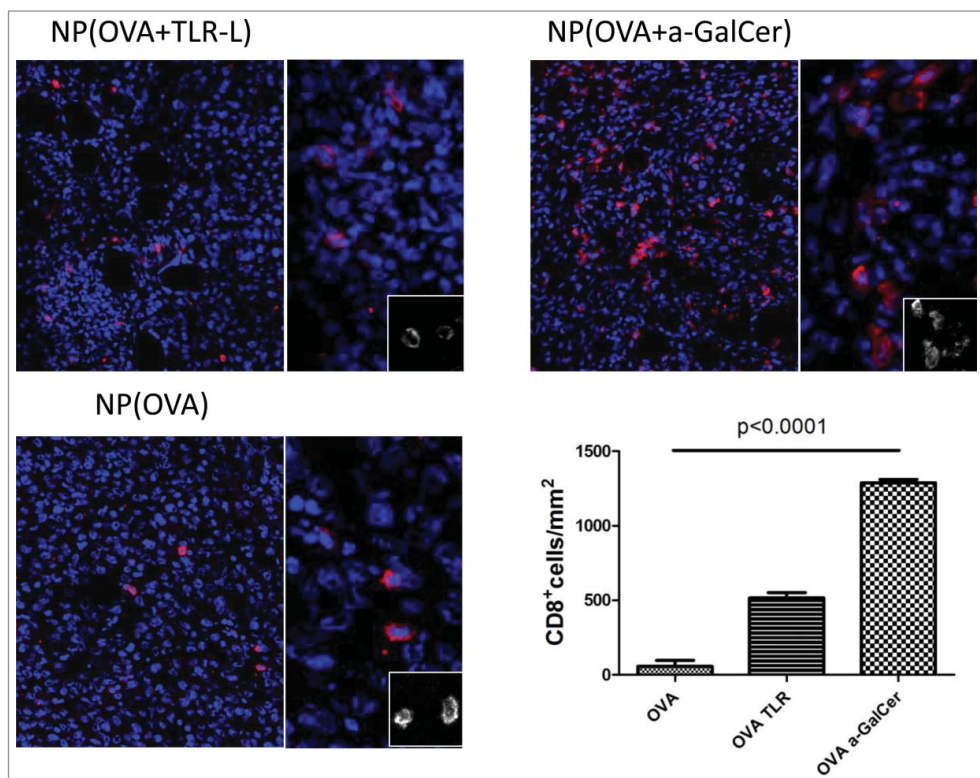 NP(OVA+TLR-L)
NP(OVA+a-GalCer)
NP(OVA)
p<0.0001
1500
1000
500
0
CD8⁺cells/mm²
OVA
OVA TLR
OVA a-GalCer